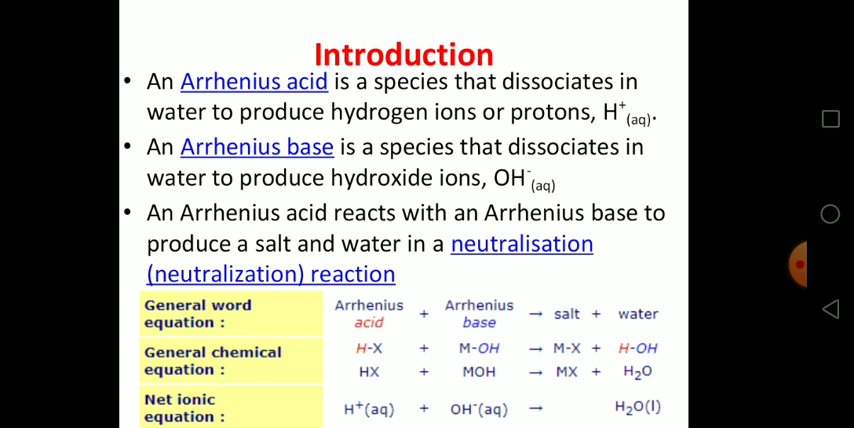 Introduction
• An Arrhenius acid is a species that dissociates in
water to produce hydrogen ions or protons, H⁺(aq).
• An Arrhenius base is a species that dissociates in
water to produce hydroxide ions, OH⁻(aq)
• An Arrhenius acid reacts with an Arrhenius base to
produce a salt and water in a neutralisation
(neutralization) reaction
General word equation : Arrhenius acid + Arrhenius base → salt + water
General chemical equation : H-X + M-OH → M-X + H-OH
HX + MOH → MX + H₂O
Net ionic equation : H⁺(aq) + OH⁻(aq) → H₂O(l)